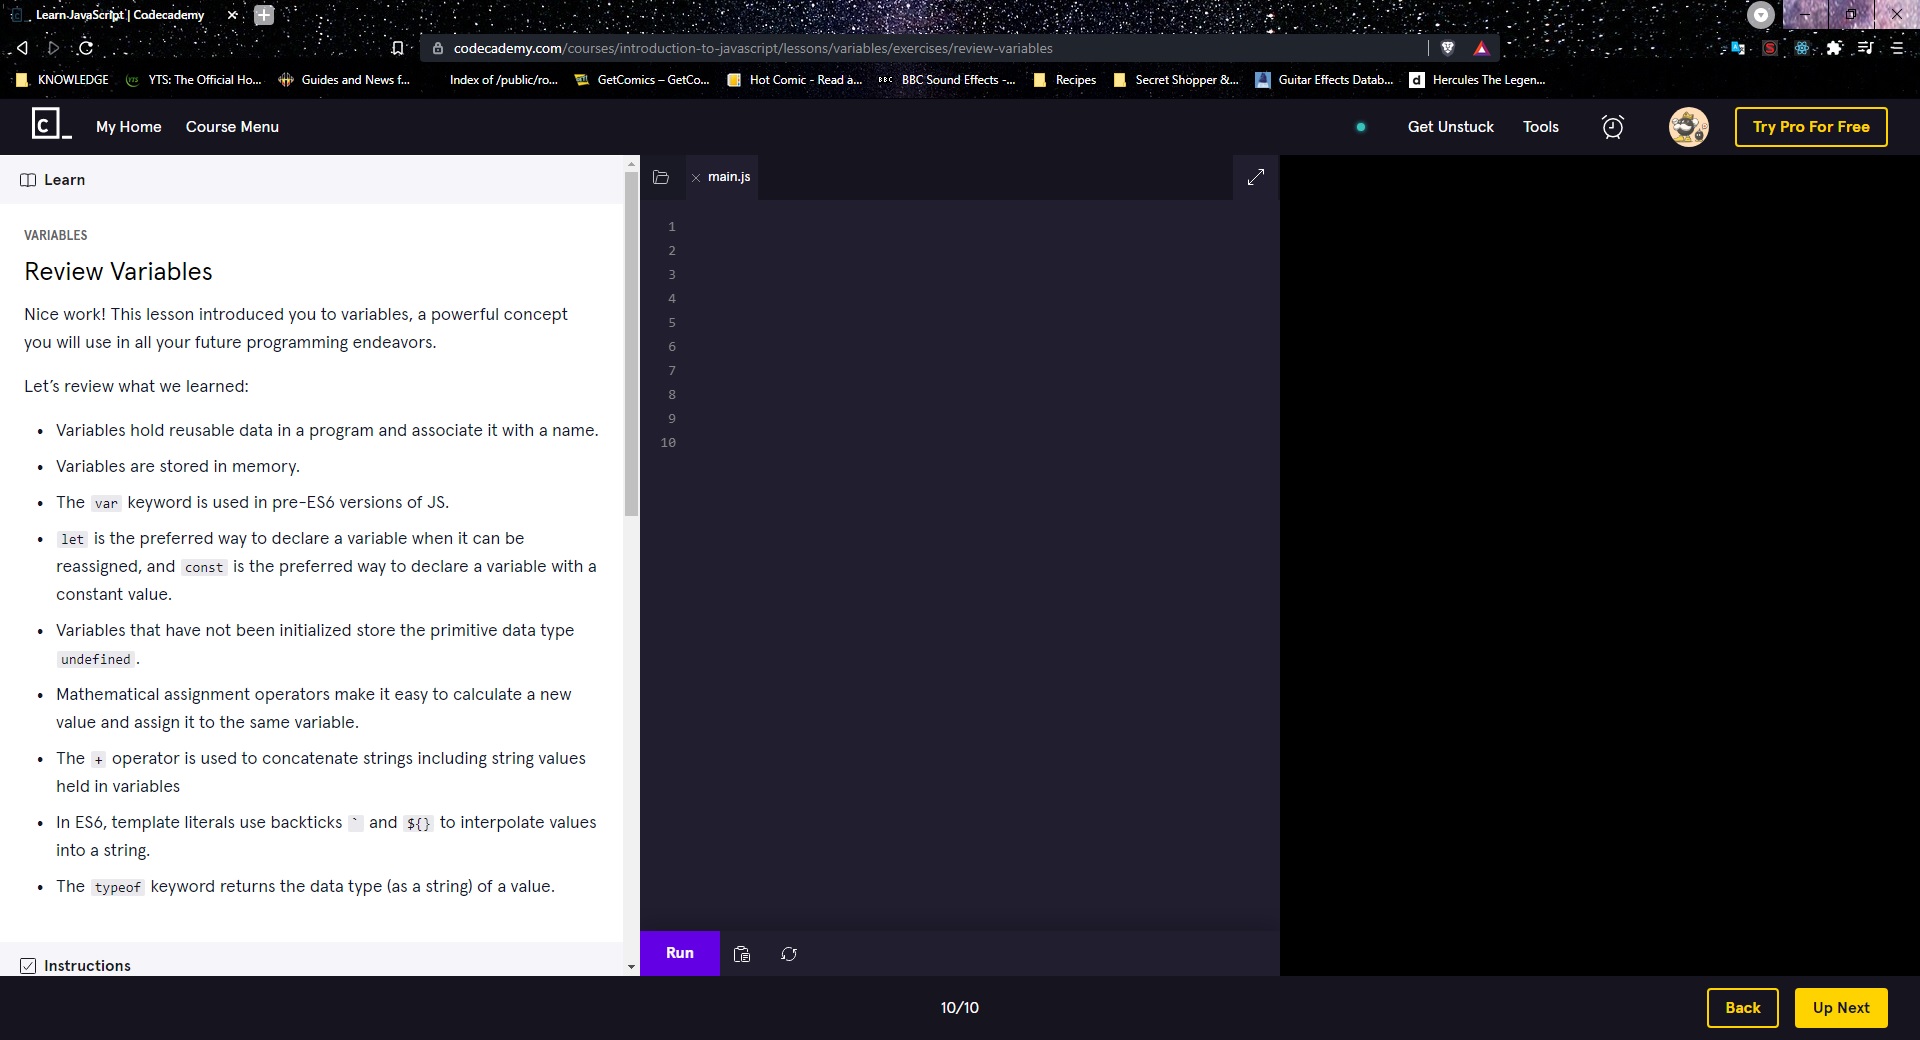 Learn JavaScript | Codecademy
codecademy.com/courses/introduction-to-javascript/lessons/variables/exercises/review-variables
KNOWLEDGE YTS: The Official Ho... Guides and News f... Index of /public/ro... GetComics – GetCo... Hot Comic - Read a... BBC BBC Sound Effects -... Recipes Secret Shopper &... Guitar Effects Datab... d Hercules The Legen...
C_ My Home Course Menu Get Unstuck Tools Try Pro For Free
Learn
main.js
VARIABLES
Review Variables
Nice work! This lesson introduced you to variables, a powerful concept
you will use in all your future programming endeavors.
Let’s review what we learned:
• Variables hold reusable data in a program and associate it with a name.
• Variables are stored in memory.
• The var keyword is used in pre-ES6 versions of JS.
• let is the preferred way to declare a variable when it can be
reassigned, and const is the preferred way to declare a variable with a
constant value.
• Variables that have not been initialized store the primitive data type
undefined.
• Mathematical assignment operators make it easy to calculate a new
value and assign it to the same variable.
• The + operator is used to concatenate strings including string values
held in variables
• In ES6, template literals use backticks ` and ${} to interpolate values
into a string.
• The typeof keyword returns the data type (as a string) of a value.
Instructions
1
2
3
4
5
6
7
8
9
10
Run
10/10
Back Up Next